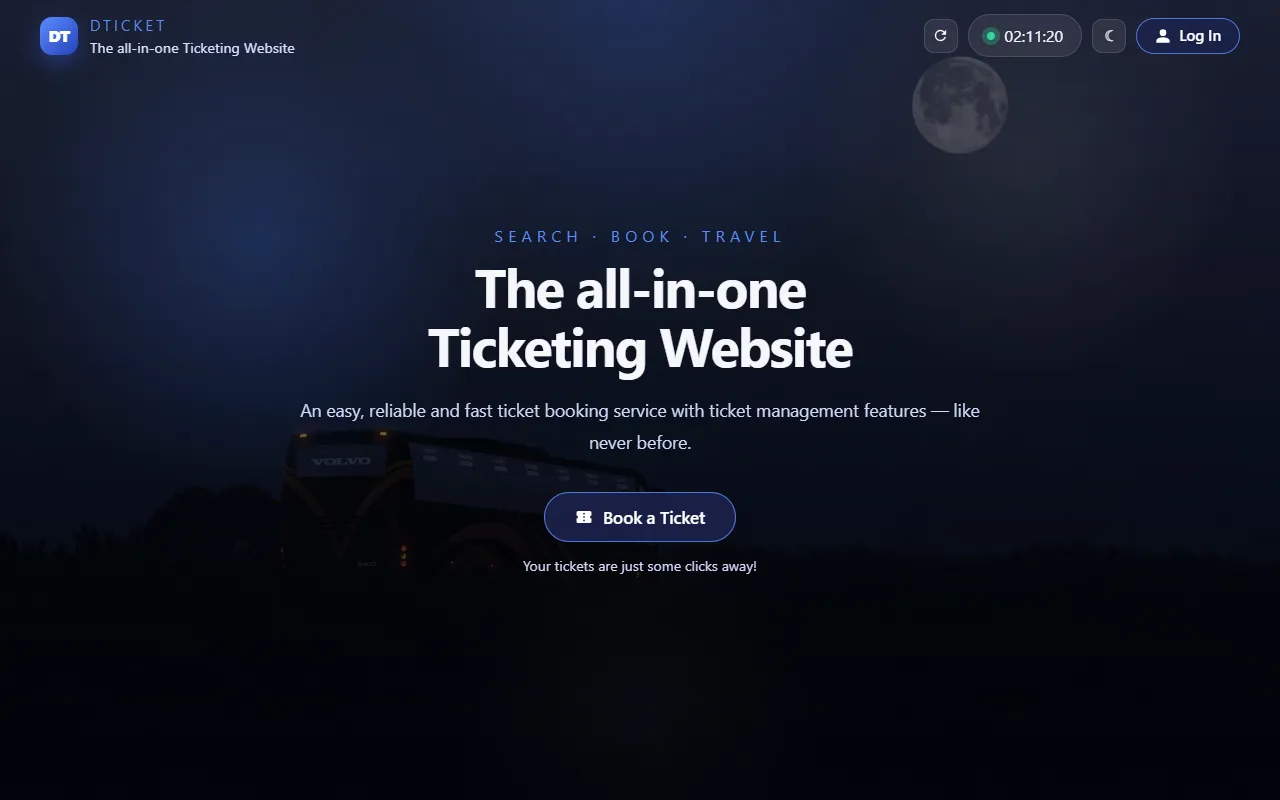 DT
DTICKET
The all-in-one Ticketing Website
02:11:20
Log In
SEARCH · BOOK · TRAVEL
The all-in-one
Ticketing Website
An easy, reliable and fast ticket booking service with ticket management features — like
never before.
VOLVO
Book a Ticket
Your tickets are just some clicks away!